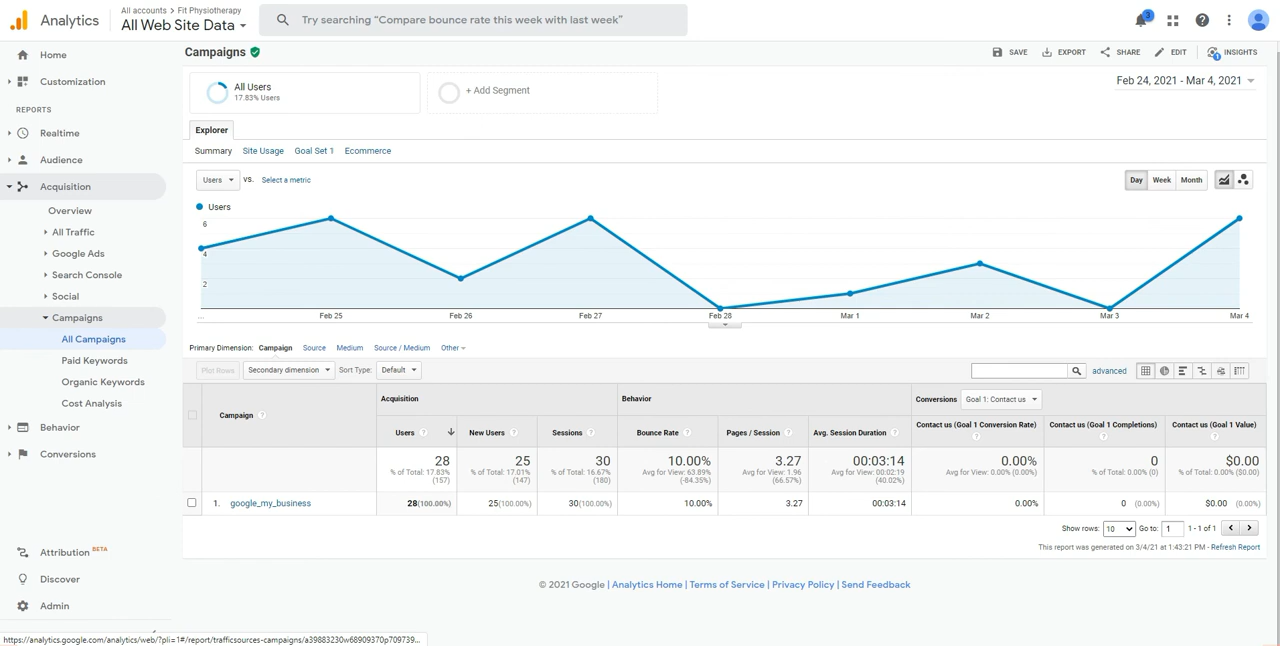 Analytics
All accounts > Fit Physiotherapy
All Web Site Data
Try searching “Compare bounce rate this week with last week”
3
Home
Customization
REPORTS
Realtime
Audience
Acquisition
Overview
All Traffic
Google Ads
Search Console
Social
Campaigns
All Campaigns
Paid Keywords
Organic Keywords
Cost Analysis
Behavior
Conversions
Attribution BETA
Discover
Admin
https://analytics.google.com/analytics/web/?pli=1#/report/trafficsources-campaigns/a39883230w68909370p709739...
Campaigns
SAVE EXPORT SHARE EDIT 1 INSIGHTS
All Users
17.83% Users
+ Add Segment
Feb 24, 2021 - Mar 4, 2021
Explorer
Summary Site Usage Goal Set 1 Ecommerce
Users vs. Select a metric
Day Week Month
Users
6
4
2
... Feb 25 Feb 26 Feb 27 Feb 28 Mar 1 Mar 2 Mar 3 Mar 4
Primary Dimension: Campaign Source Medium Source / Medium Other
Plot Rows Secondary dimension Sort Type: Default advanced
Campaign ? Acquisition Behavior Conversions Goal 1: Contact us
Users ? New Users ? Sessions ? Bounce Rate ? Pages / Session ? Avg. Session Duration ? Contact us (Goal 1 Conversion Rate) ? Contact us (Goal 1 Completions) ? Contact us (Goal 1 Value) ?
28 25 30 10.00% 3.27 00:03:14 0.00% 0 $0.00
% of Total: 17.83% % of Total: 17.01% % of Total: 16.67% Avg for View: 63.89% Avg for View: 1.96 Avg for View: 00:02:19 Avg for View: 0.00% (0.00%) % of Total: 0.00% (0) % of Total: 0.00% ($0.00)
(157) (147) (180) (-84.35%) (66.57%) (40.02%)
1. google_my_business 28(100.00%) 25(100.00%) 30(100.00%) 10.00% 3.27 00:03:14 0.00% 0 (0.00%) $0.00 (0.00%)
Show rows: 10 Go to: 1 1 - 1 of 1
This report was generated on 3/4/21 at 1:43:21 PM - Refresh Report
© 2021 Google | Analytics Home | Terms of Service | Privacy Policy | Send Feedback